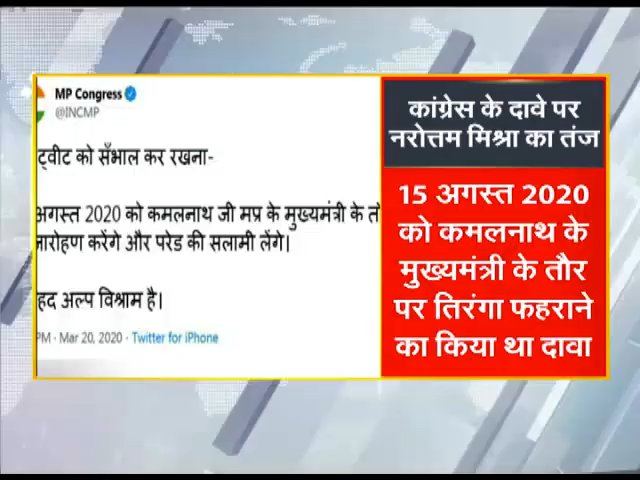 MP Congress
@INCMP
ट्वीट को सँभाल कर रखना-
अगस्त 2020 को कमलनाथ जी मप्र के मुख्यमंत्री के तौ
नारोहण करेंगे और परेड की सलामी लेंगे।
हद अल्प विश्राम है।
PM · Mar 20, 2020 · Twitter for iPhone
कांग्रेस के दावे पर
नरोत्तम मिश्रा का तंज
15 अगस्त 2020
को कमलनाथ के
मुख्यमंत्री के तौर
पर तिरंगा फहराने
का किया था दावा